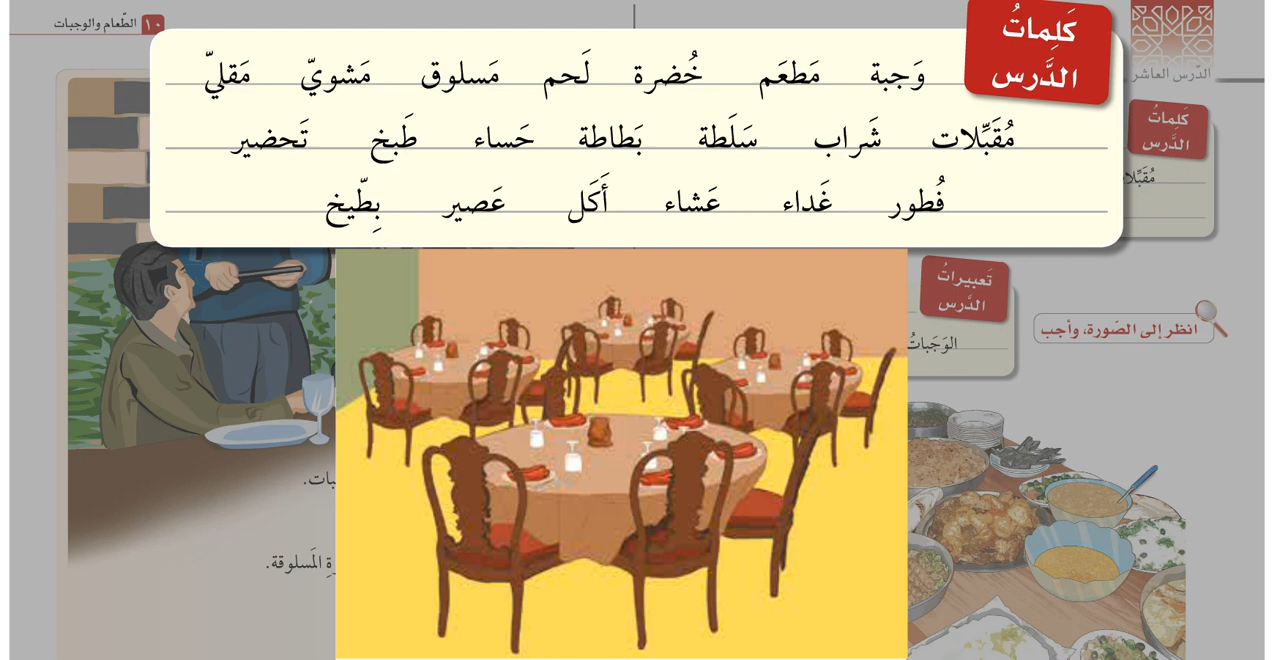 الطّعام والوجبات ١٠
كَلِماتُ
الدَّرس
وَجبة مَطعَم خُضرة لَحم مَسلوق مَشويّ مَقليّ
مُقَبِّلات شَراب سَلَطة بَطاطة حَساء طَبخ تَحضير
فُطور غَداء عَشاء أَكَل عَصير بِطّيخ
الدّرس العاشر
كَلِماتُ
الدَّرس
مُقَبِّلا
تَعبيراتُ
الدَّرس
الوَجَباتُ
انظر إلى الصّورة، وأجب
المَسلوقة.